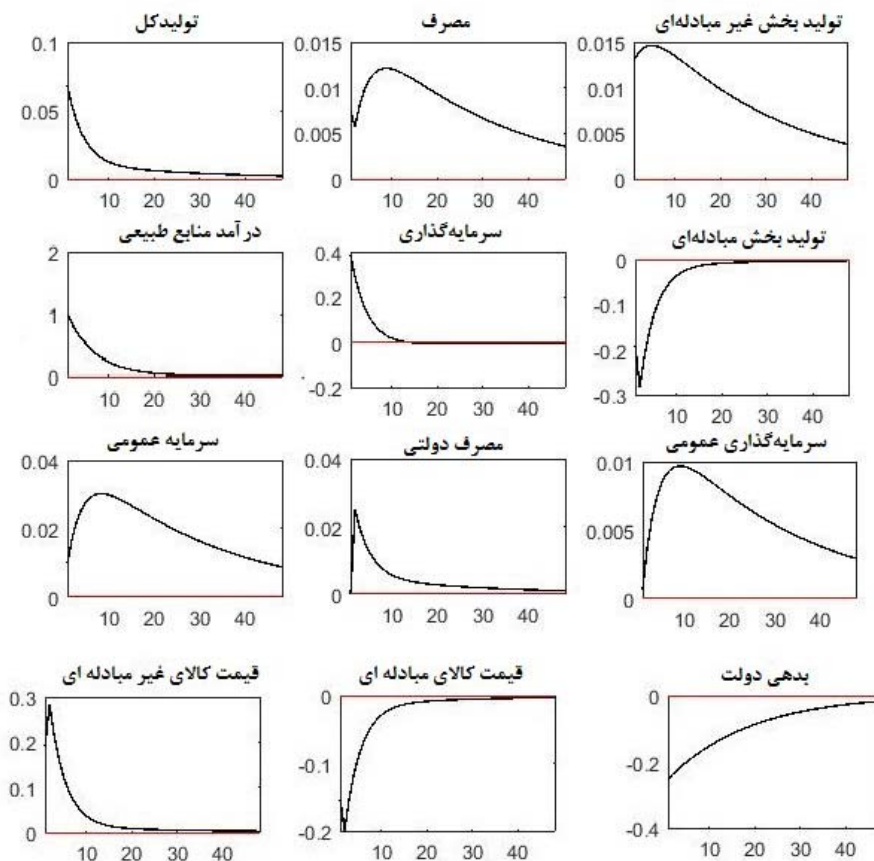 تولیدکل
0.1
0.05
0
10 20 30 40
مصرف
0.015
0.01
0.005
0
10 20 30 40
تولید بخش غیر مبادله‌ای
0.015
0.01
0.005
0
10 20 30 40
درآمد منابع طبیعی
2
1
0
10 20 30 40
سرمایه‌گذاری
0.4
0.2
0
-0.2
10 20 30 40
تولید بخش مبادله‌ای
0
-0.1
-0.2
-0.3
10 20 30 40
سرمایه عمومی
0.04
0.02
0
10 20 30 40
مصرف دولتی
0.04
0.02
0
10 20 30 40
سرمایه‌گذاری عمومی
0.01
0.005
0
10 20 30 40
قیمت کالای غیر مبادله ای
0.3
0.2
0.1
0
10 20 30 40
قیمت کالای مبادله ای
0
-0.1
-0.2
10 20 30 40
بدهی دولت
0
-0.2
-0.4
10 20 30 40